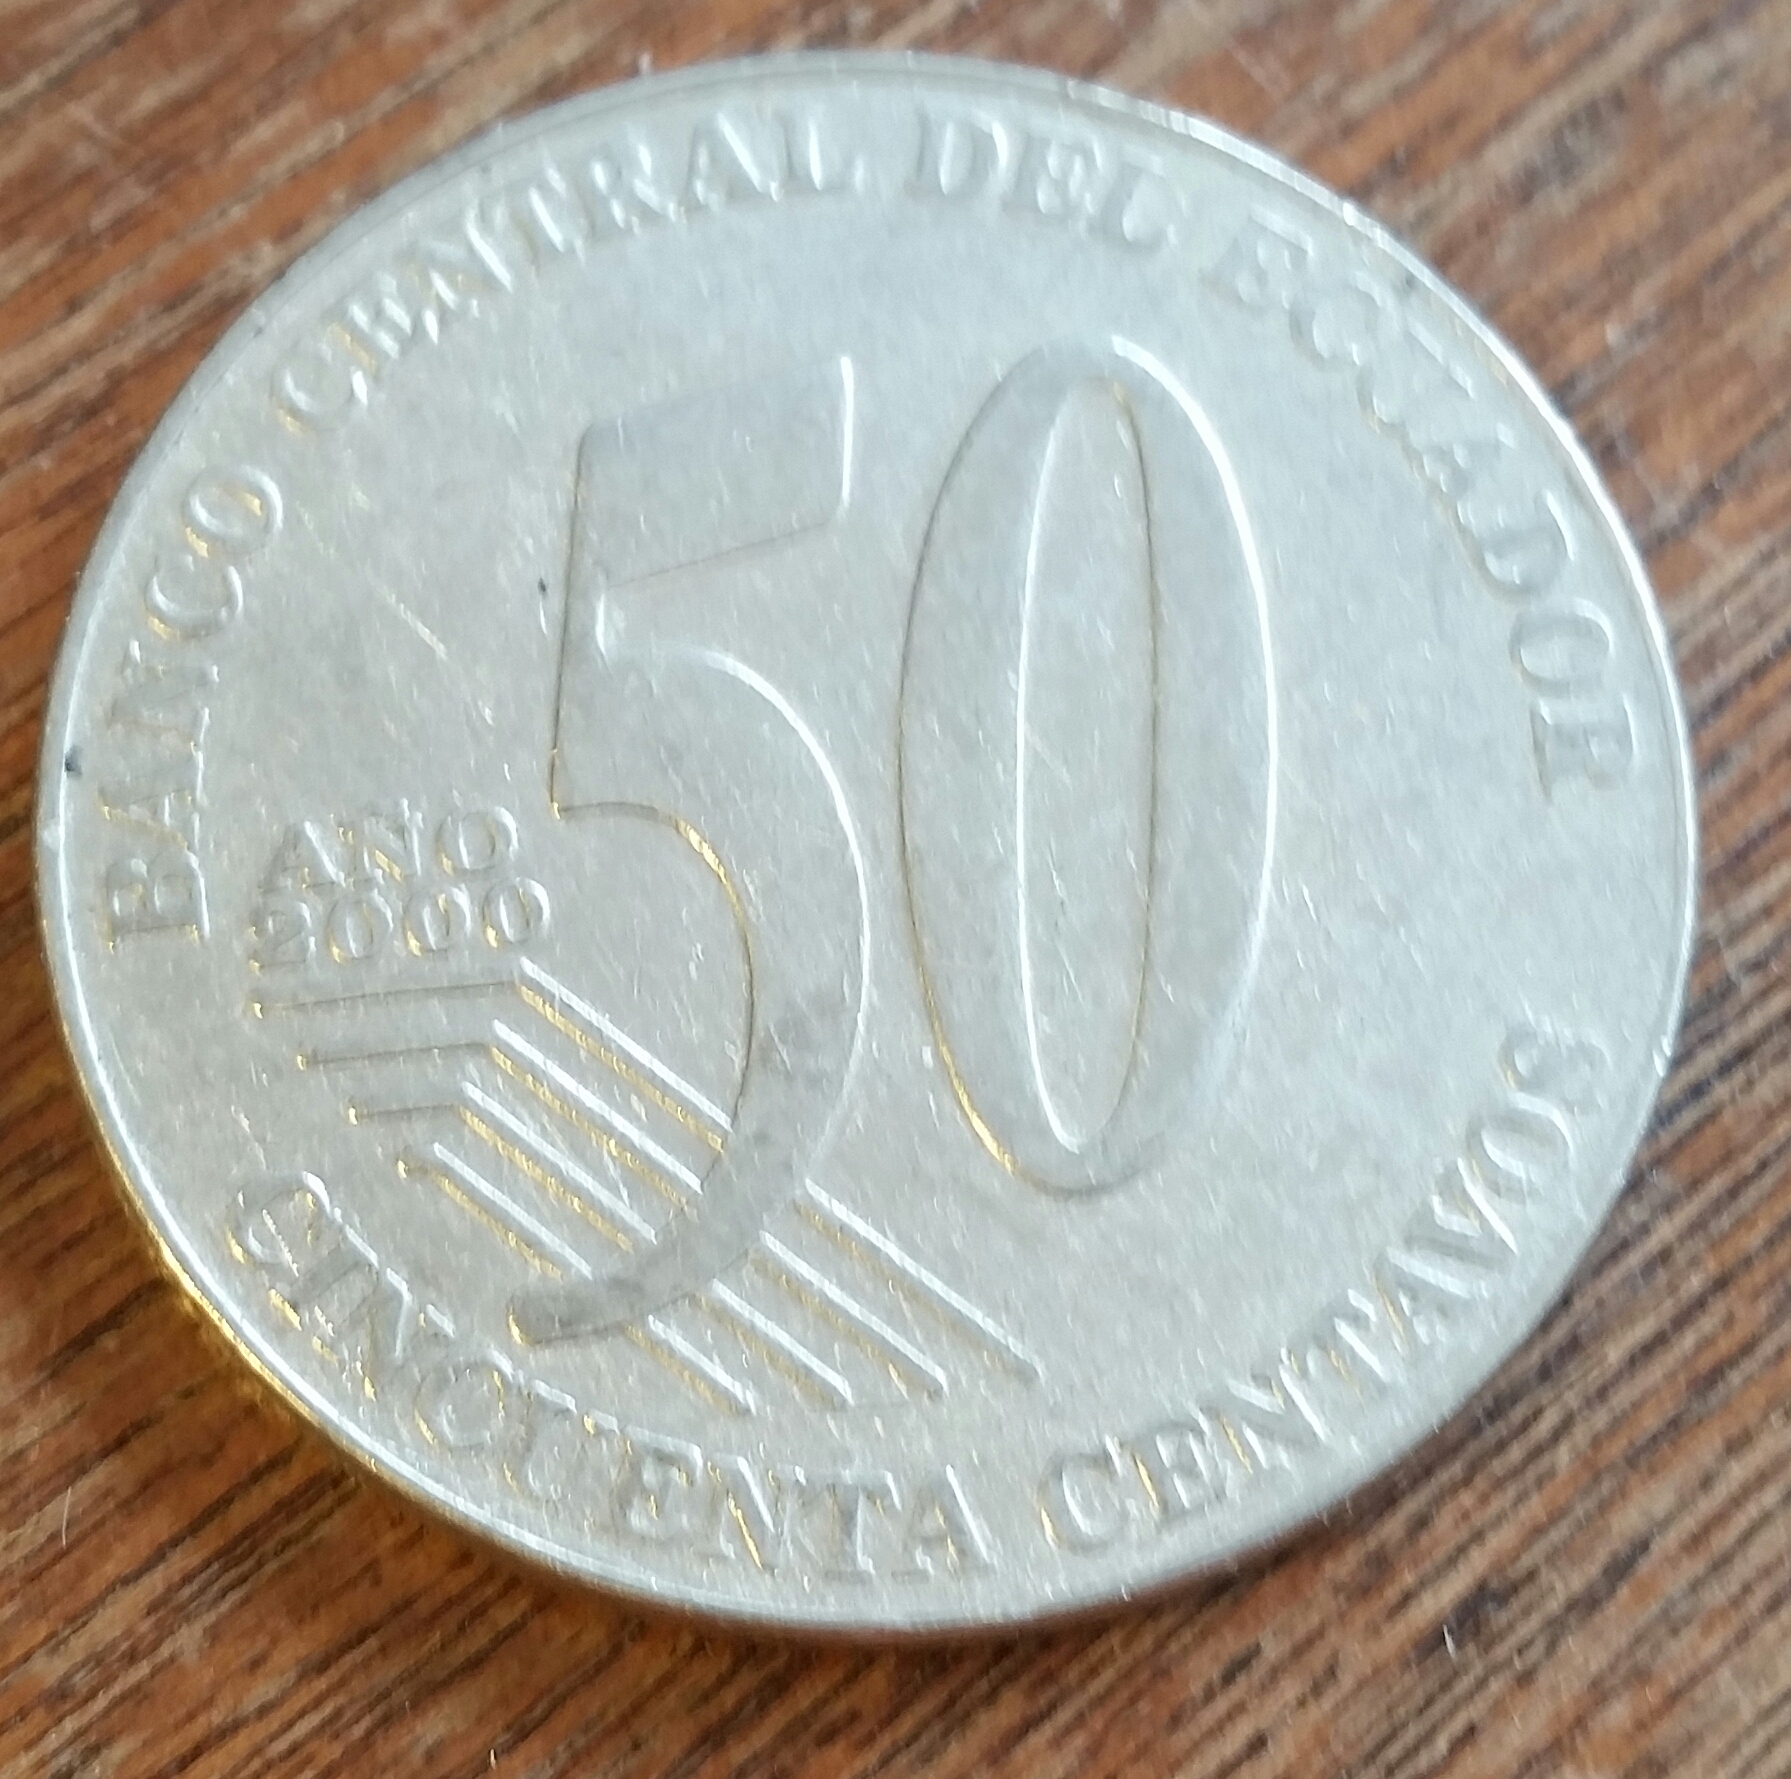 BANCO CENTRAL DEL ECUADOR
50
AÑO
2000
CINCUENTA CENTAVOS